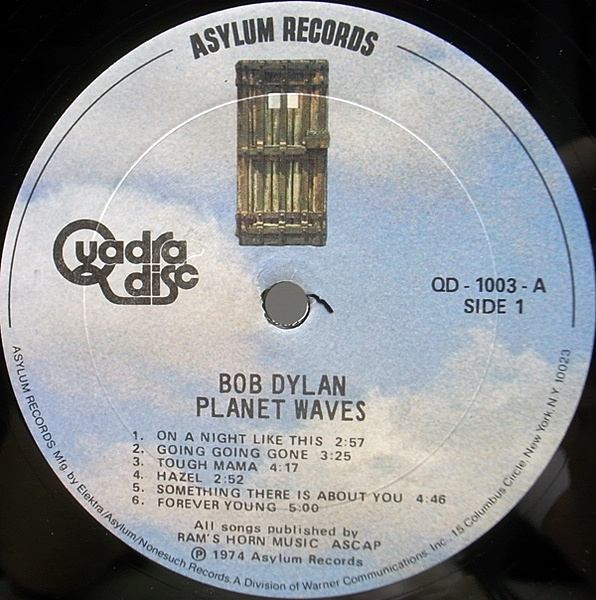 ASYLUM RECORDS
Quadra
disc
QD - 1003 - A
SIDE 1
BOB DYLAN
PLANET WAVES
1. ON A NIGHT LIKE THIS 2:57
2. GOING GOING GONE 3:25
3. TOUGH MAMA 4:17
4. HAZEL 2:52
5. SOMETHING THERE IS ABOUT YOU 4:46
6. FOREVER YOUNG 5:00
All songs published by
RAM'S HORN MUSIC ASCAP
Ⓟ 1974 Asylum Records
ASYLUM RECORDS Mfg. by Elektra/Asylum/Nonesuch Records. A Division of Warner Communications Inc. · 15 Columbus Circle, New York N.Y. 10023